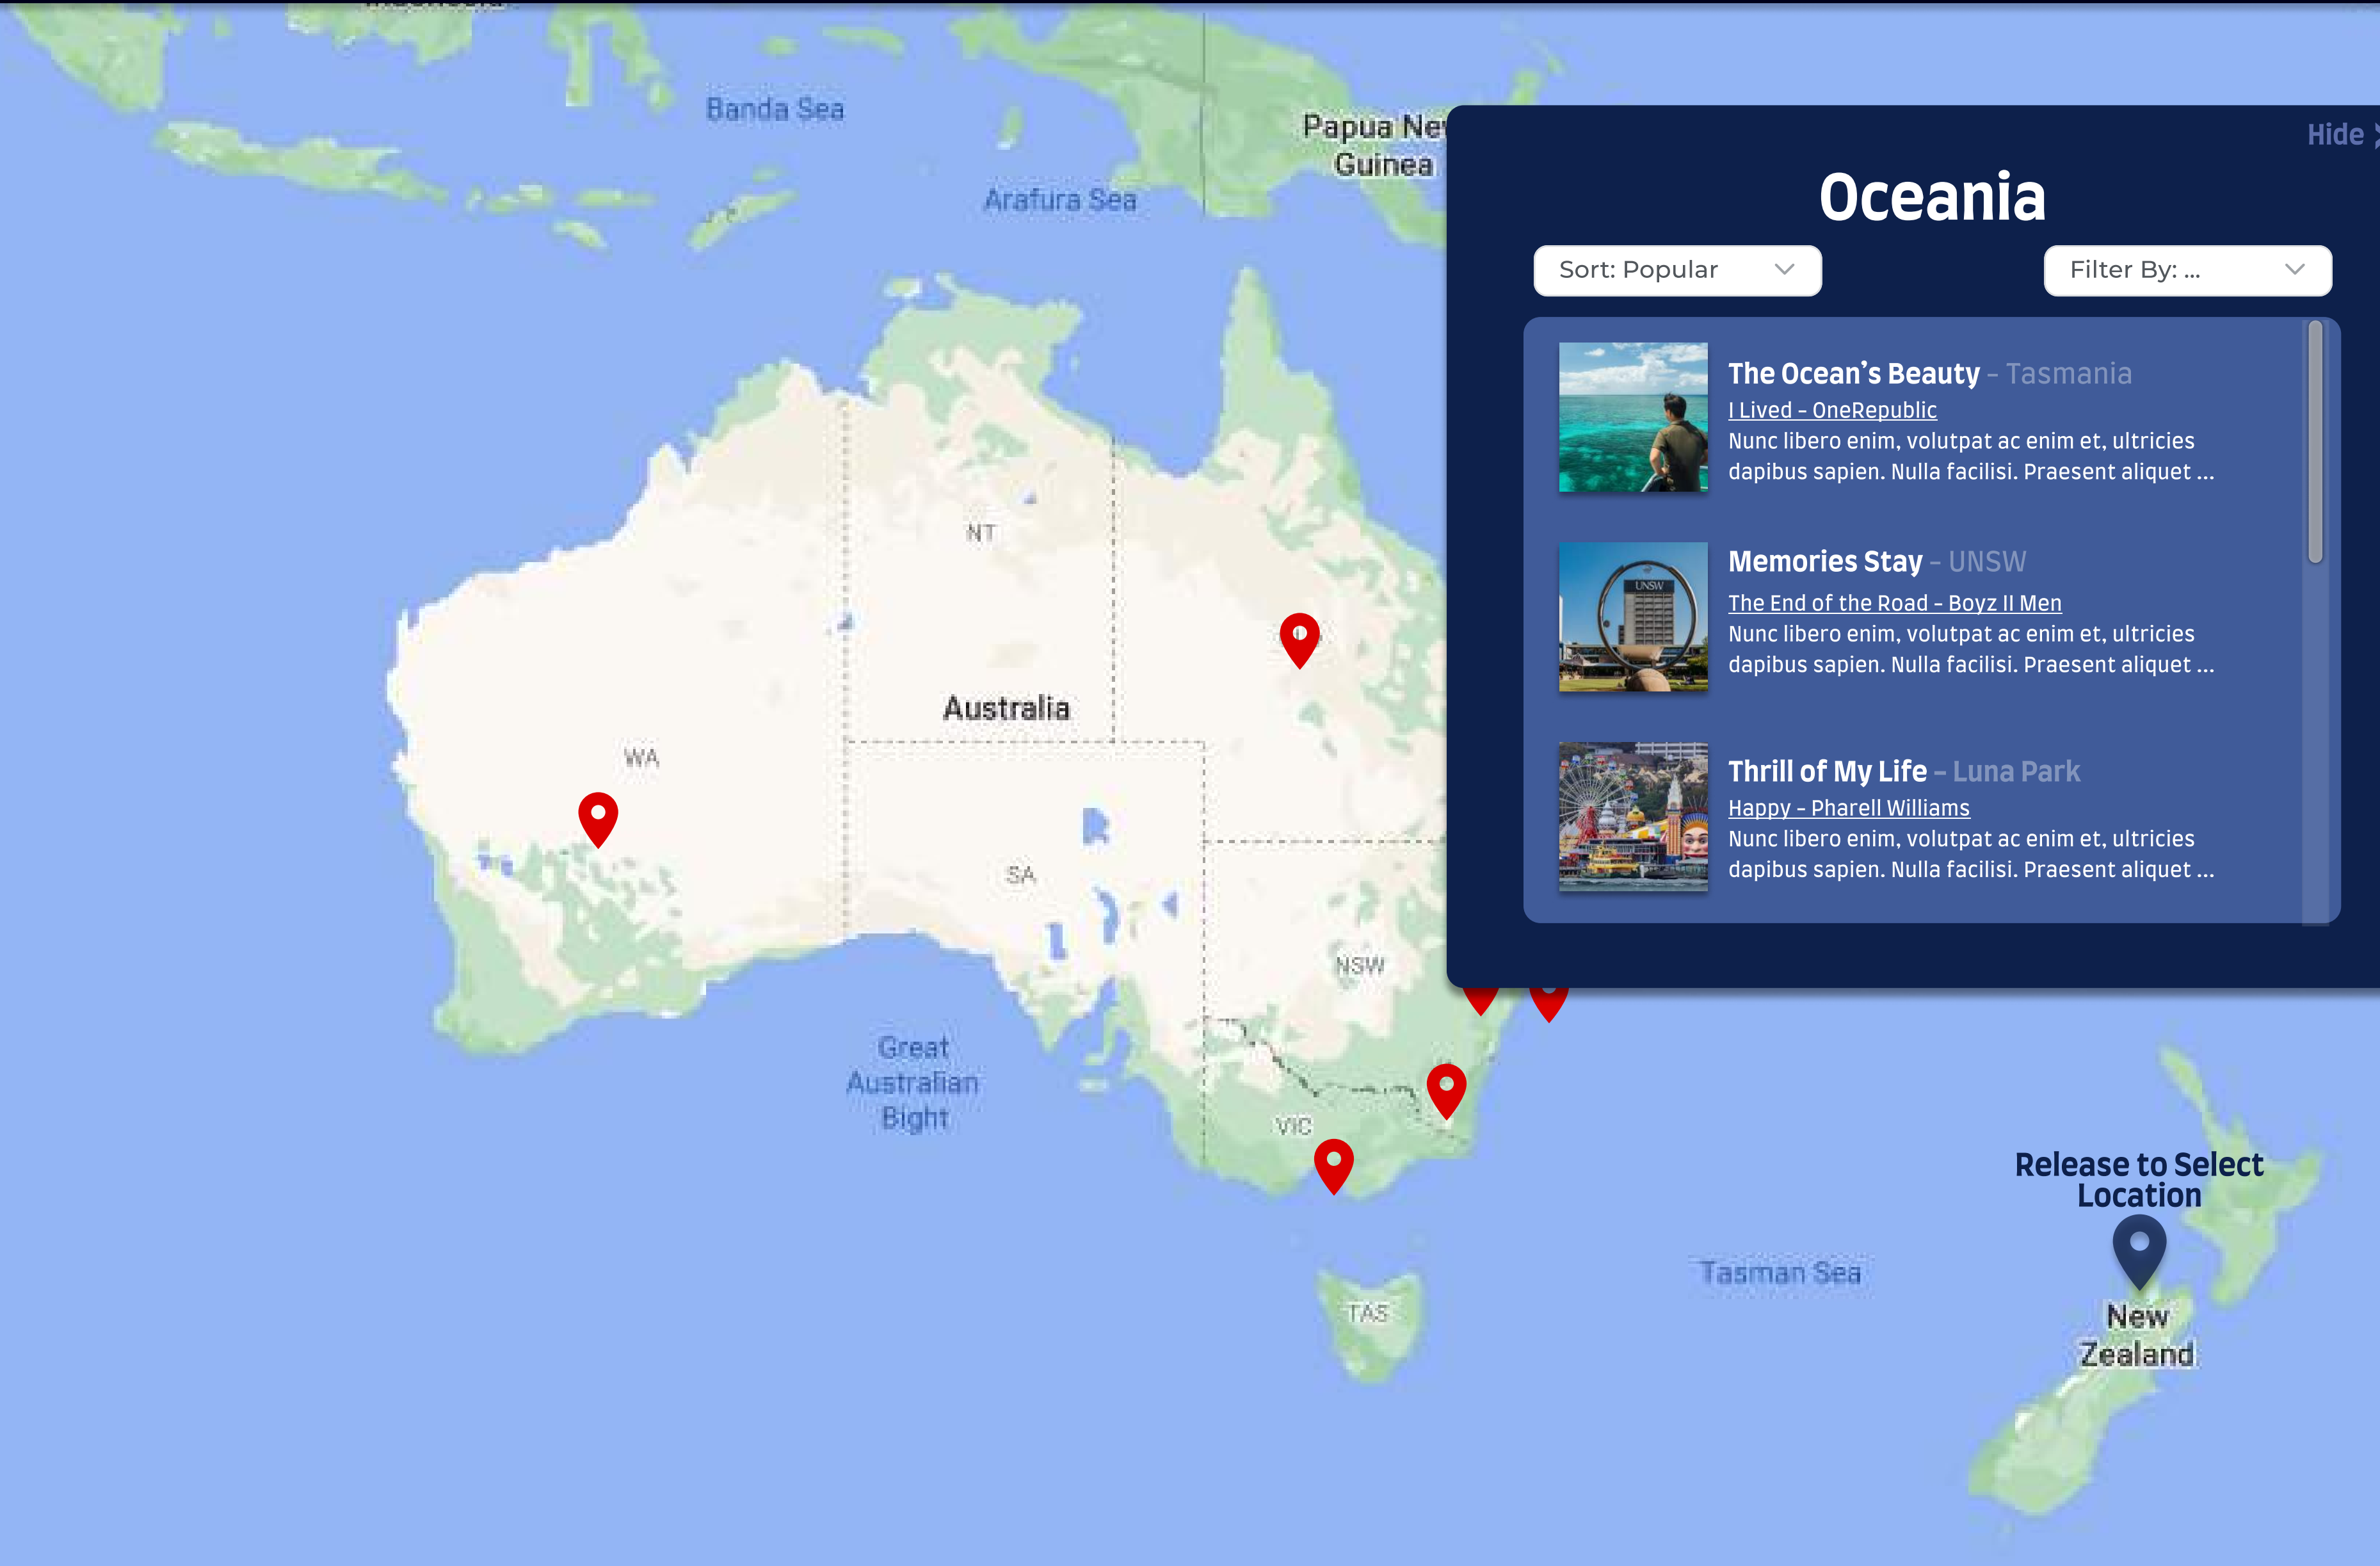 Banda Sea
Papua Ne
Guinea
Arafura Sea
NT
Australia
WA
SA
NSW
Great
Australian
Bight
VIC
TAS
Tasman Sea
Release to Select
Location
New
Zealand
Hide
Oceania
Sort: Popular
Filter By: ...
The Ocean's Beauty - Tasmania
I Lived - OneRepublic
Nunc libero enim, volutpat ac enim et, ultricies
dapibus sapien. Nulla facilisi. Praesent aliquet ...
UNSW
Memories Stay - UNSW
The End of the Road - Boyz II Men
Nunc libero enim, volutpat ac enim et, ultricies
dapibus sapien. Nulla facilisi. Praesent aliquet ...
Thrill of My Life - Luna Park
Happy - Pharell Williams
Nunc libero enim, volutpat ac enim et, ultricies
dapibus sapien. Nulla facilisi. Praesent aliquet ...